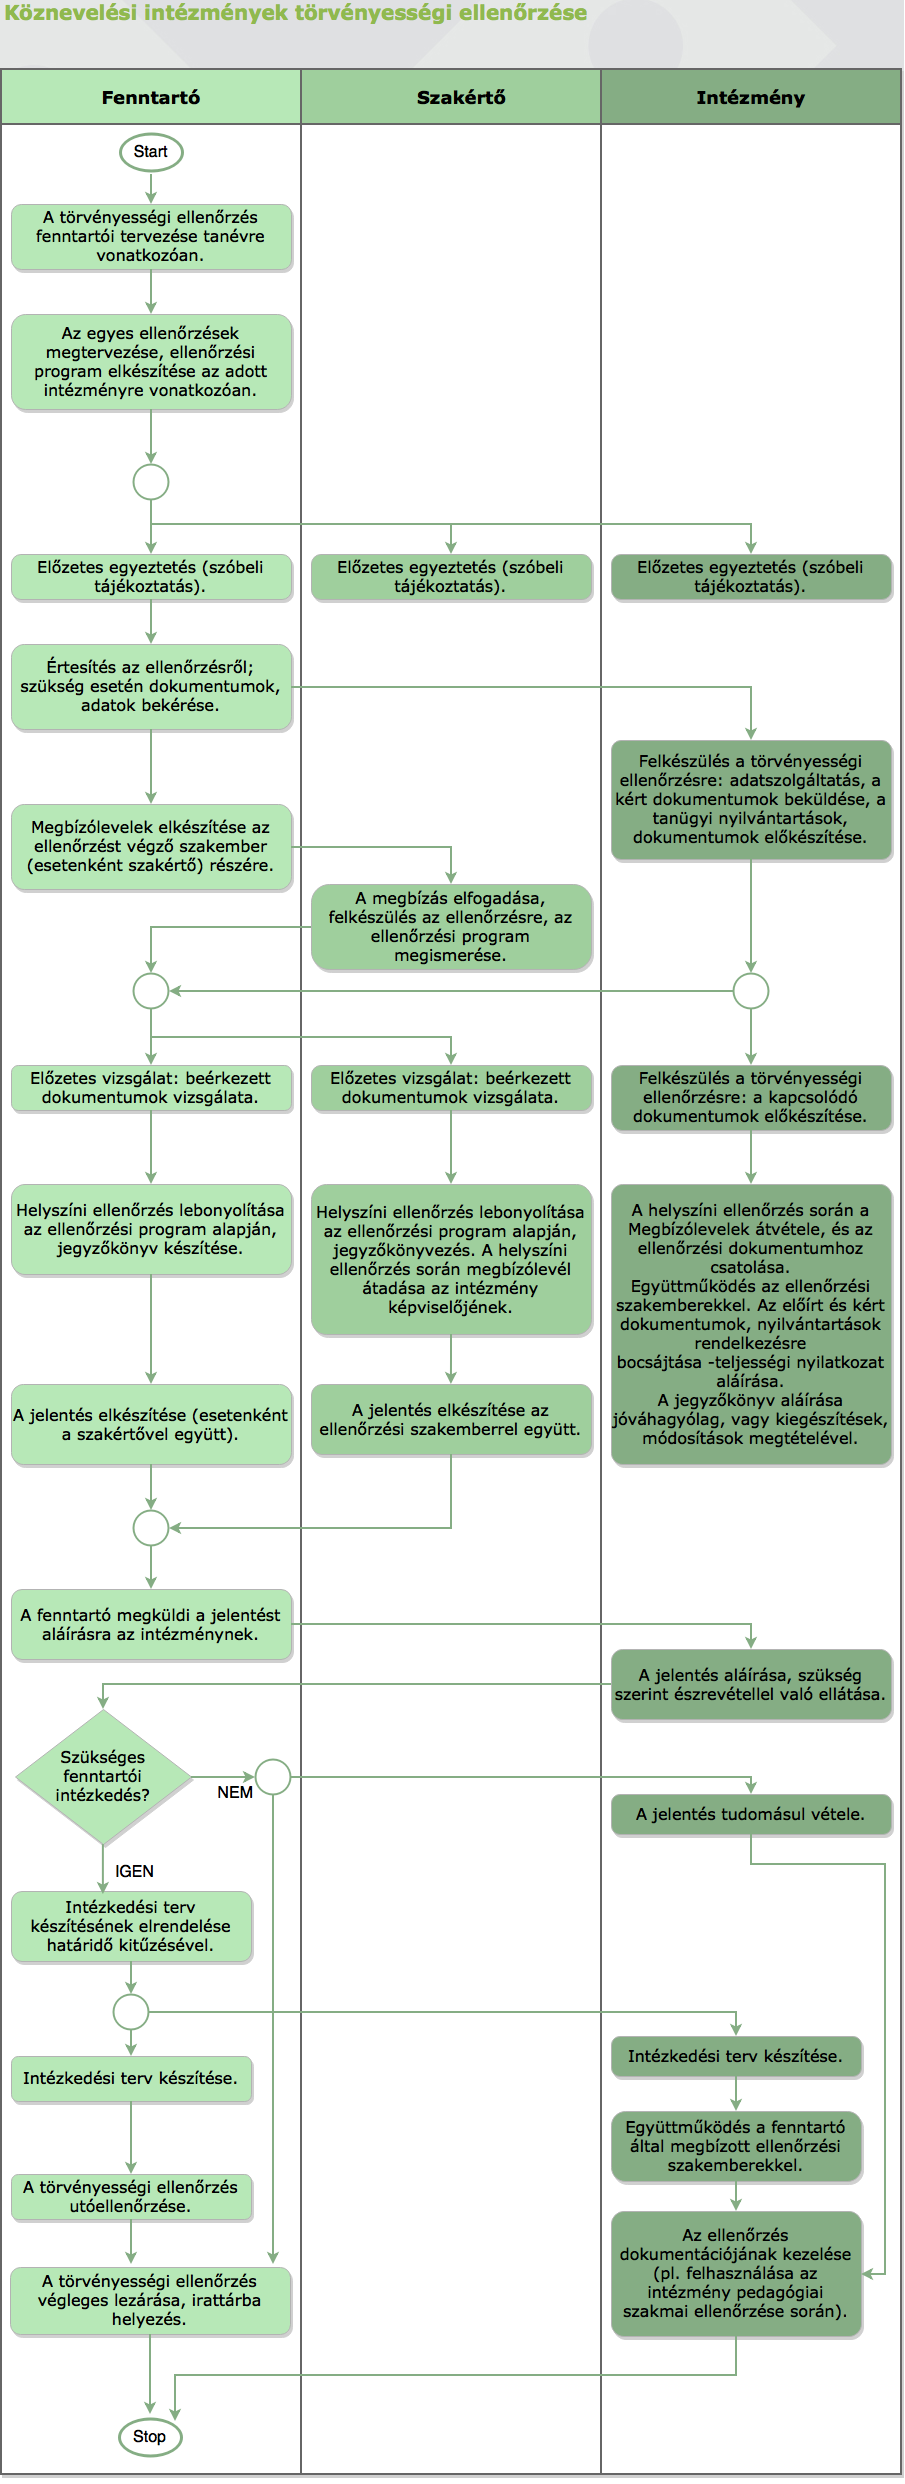 Köznevelési intézmények törvényességi ellenőrzése
Fenntartó
Szakértő
Intézmény
Start
A törvényességi ellenőrzés
fenntartói tervezése tanévre
vonatkozóan.
Az egyes ellenőrzések
megtervezése, ellenőrzési
program elkészítése az adott
intézményre vonatkozóan.
Előzetes egyeztetés (szóbeli
tájékoztatás).
Előzetes egyeztetés (szóbeli
tájékoztatás).
Előzetes egyeztetés (szóbeli
tájékoztatás).
Értesítés az ellenőrzésről;
szükség esetén dokumentumok,
adatok bekérése.
Felkészülés a törvényességi
ellenőrzésre: adatszolgáltatás, a
kért dokumentumok beküldése, a
tanügyi nyilvántartások,
dokumentumok előkészítése.
Megbízólevelek elkészítése az
ellenőrzést végző szakember
(esetenként szakértő) részére.
A megbízás elfogadása,
felkészülés az ellenőrzésre, az
ellenőrzési program
megismerése.
Előzetes vizsgálat: beérkezett
dokumentumok vizsgálata.
Előzetes vizsgálat: beérkezett
dokumentumok vizsgálata.
Felkészülés a törvényességi
ellenőrzésre: a kapcsolódó
dokumentumok előkészítése.
Helyszíni ellenőrzés lebonyolítása
az ellenőrzési program alapján,
jegyzőkönyv készítése.
Helyszíni ellenőrzés lebonyolítása
az ellenőrzési program alapján,
jegyzőkönyvezés. A helyszíni
ellenőrzés során megbízólevél
átadása az intézmény
képviselőjének.
A helyszíni ellenőrzés során a
Megbízólevelek átvétele, és az
ellenőrzési dokumentumhoz
csatolása.
Együttműködés az ellenőrzési
szakemberekkel. Az előírt és kért
dokumentumok, nyilvántartások
rendelkezésre
bocsájtása -teljességi nyilatkozat
aláírása.
A jegyzőkönyv aláírása
jóváhagyólag, vagy kiegészítések,
módosítások megtételével.
A jelentés elkészítése (esetenként
a szakértővel együtt).
A jelentés elkészítése az
ellenőrzési szakemberrel együtt.
A fenntartó megküldi a jelentést
aláírásra az intézménynek.
A jelentés aláírása, szükség
szerint észrevétellel való ellátása.
Szükséges
fenntartói
intézkedés?
NEM
A jelentés tudomásul vétele.
IGEN
Intézkedési terv
készítésének elrendelése
határidő kitűzésével.
Intézkedési terv készítése.
Intézkedési terv készítése.
Együttműködés a fenntartó
által megbízott ellenőrzési
szakemberekkel.
A törvényességi ellenőrzés
utóellenőrzése.
Az ellenőrzés
dokumentációjának kezelése
(pl. felhasználása az
intézmény pedagógiai
szakmai ellenőrzése során).
A törvényességi ellenőrzés
végleges lezárása, irattárba
helyezés.
Stop